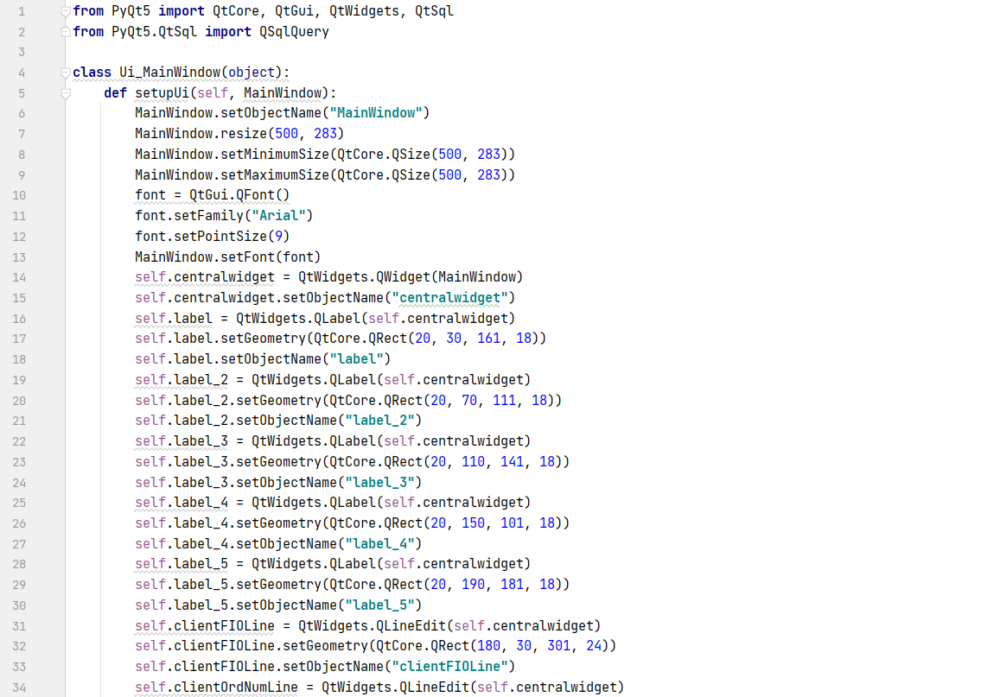 1 from PyQt5 import QtCore, QtGui, QtWidgets, QtSql
2 from PyQt5.QtSql import QSqlQuery
3
4 class Ui_MainWindow(object):
5     def setupUi(self, MainWindow):
6         MainWindow.setObjectName("MainWindow")
7         MainWindow.resize(500, 283)
8         MainWindow.setMinimumSize(QtCore.QSize(500, 283))
9         MainWindow.setMaximumSize(QtCore.QSize(500, 283))
10         font = QtGui.QFont()
11         font.setFamily("Arial")
12         font.setPointSize(9)
13         MainWindow.setFont(font)
14         self.centralwidget = QtWidgets.QWidget(MainWindow)
15         self.centralwidget.setObjectName("centralwidget")
16         self.label = QtWidgets.QLabel(self.centralwidget)
17         self.label.setGeometry(QtCore.QRect(20, 30, 161, 18))
18         self.label.setObjectName("label")
19         self.label_2 = QtWidgets.QLabel(self.centralwidget)
20         self.label_2.setGeometry(QtCore.QRect(20, 70, 111, 18))
21         self.label_2.setObjectName("label_2")
22         self.label_3 = QtWidgets.QLabel(self.centralwidget)
23         self.label_3.setGeometry(QtCore.QRect(20, 110, 141, 18))
24         self.label_3.setObjectName("label_3")
25         self.label_4 = QtWidgets.QLabel(self.centralwidget)
26         self.label_4.setGeometry(QtCore.QRect(20, 150, 101, 18))
27         self.label_4.setObjectName("label_4")
28         self.label_5 = QtWidgets.QLabel(self.centralwidget)
29         self.label_5.setGeometry(QtCore.QRect(20, 190, 181, 18))
30         self.label_5.setObjectName("label_5")
31         self.clientFIOLine = QtWidgets.QLineEdit(self.centralwidget)
32         self.clientFIOLine.setGeometry(QtCore.QRect(180, 30, 301, 24))
33         self.clientFIOLine.setObjectName("clientFIOLine")
34         self.clientOrdNumLine = QtWidgets.QLineEdit(self.centralwidget)